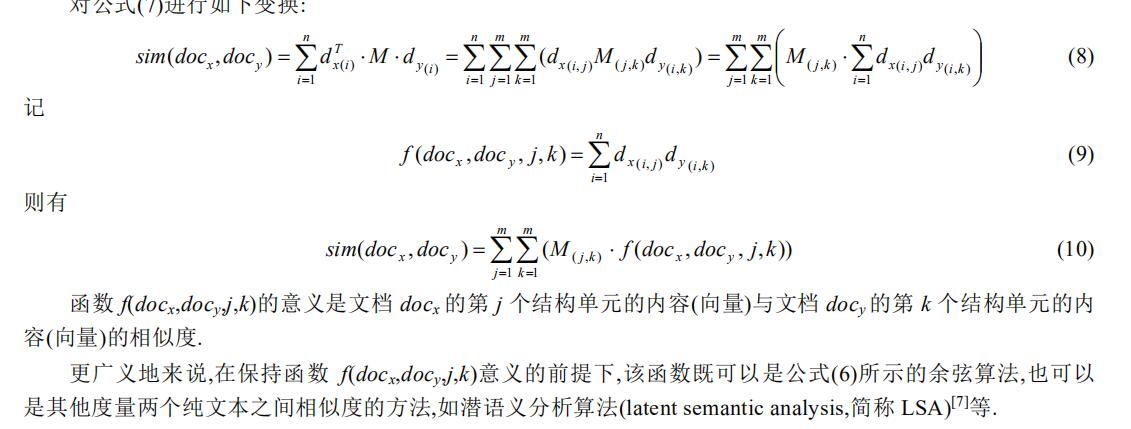 对公式(7)进行如下变换:
sim(doc_x,doc_y)=\sum_{i=1}^{n} d_{x(i)}^{T}·M·d_{y(i)}=\sum_{i=1}^{n}\sum_{j=1}^{m}\sum_{k=1}^{m}(d_{x(i,j)}M_{(j,k)}d_{y(i,k)})=\sum_{j=1}^{m}\sum_{k=1}^{m}(M_{(j,k)}·\sum_{i=1}^{n}d_{x(i,j)}d_{y(i,k)}) (8)
记
f(doc_x,doc_y,j,k)=\sum_{i=1}^{n}d_{x(i,j)}d_{y(i,k)} (9)
则有
sim(doc_x,doc_y)=\sum_{j=1}^{m}\sum_{k=1}^{m}(M_{(j,k)}·f(doc_x,doc_y,j,k)) (10)
函数 f(doc_x,doc_y,j,k)的意义是文档 doc_x 的第 j 个结构单元的内容(向量)与文档 doc_y 的第 k 个结构单元的内
容(向量)的相似度.
更广义地来说,在保持函数 f(doc_x,doc_y,j,k)意义的前提下,该函数既可以是公式(6)所示的余弦算法,也可以
是其他度量两个纯文本之间相似度的方法,如潜语义分析算法(latent semantic analysis,简称 LSA)[7]等.